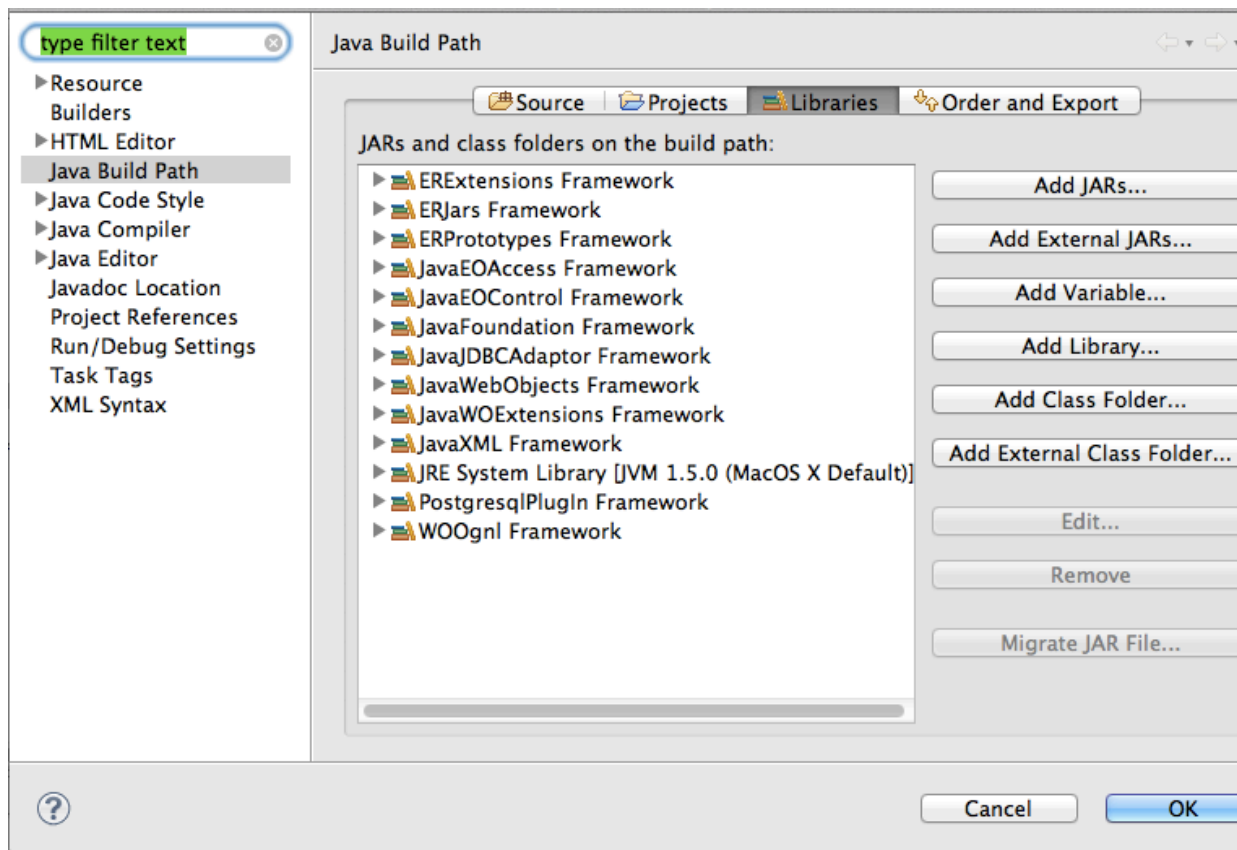 type filter text
Resource
Builders
HTML Editor
Java Build Path
Java Code Style
Java Compiler
Java Editor
Javadoc Location
Project References
Run/Debug Settings
Task Tags
XML Syntax
Java Build Path
Source Projects Libraries Order and Export
JARs and class folders on the build path:
ERExtensions Framework
ERJars Framework
ERPrototypes Framework
JavaEOAccess Framework
JavaEOControl Framework
JavaFoundation Framework
JavaJDBCAdaptor Framework
JavaWebObjects Framework
JavaWOExtensions Framework
JavaXML Framework
JRE System Library [JVM 1.5.0 (MacOS X Default)]
PostgresqlPlugIn Framework
WOOgnl Framework
Add JARs...
Add External JARs...
Add Variable...
Add Library...
Add Class Folder...
Add External Class Folder...
Edit...
Remove
Migrate JAR File...
?
Cancel OK